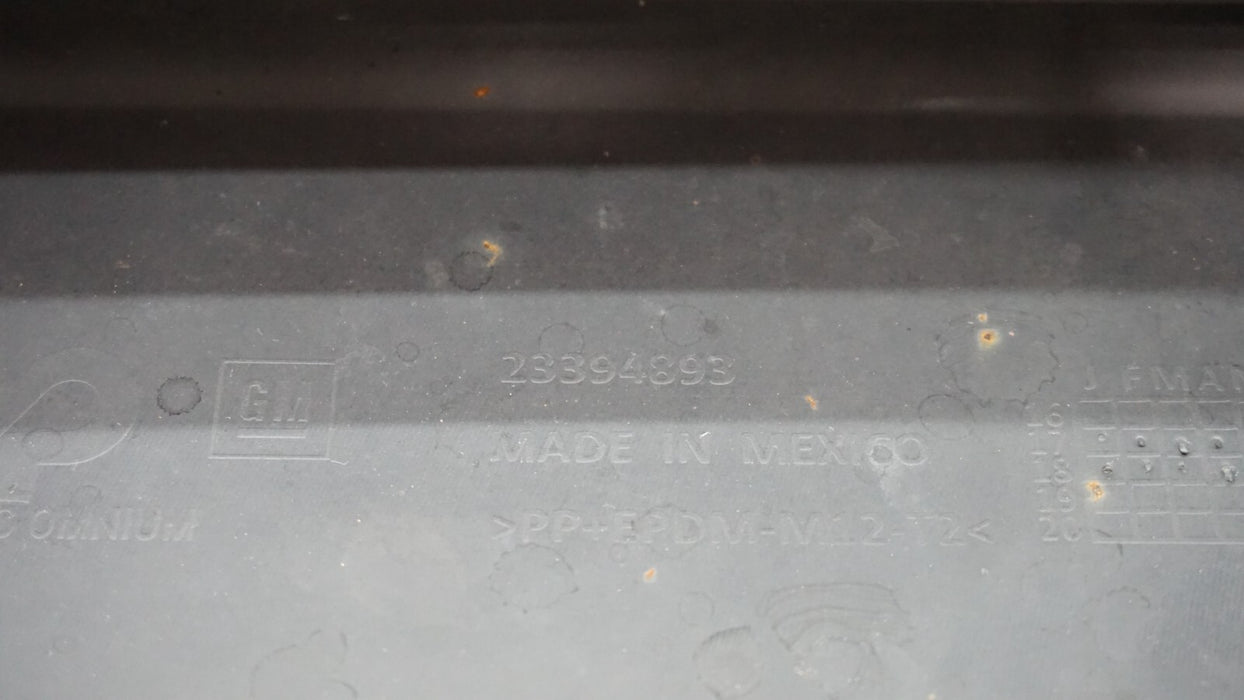 GM
23394893
MADE IN MEXICO
>PP+EPDM-M12-T2<
OMNIUM
J F M A
16
17
18
19
20